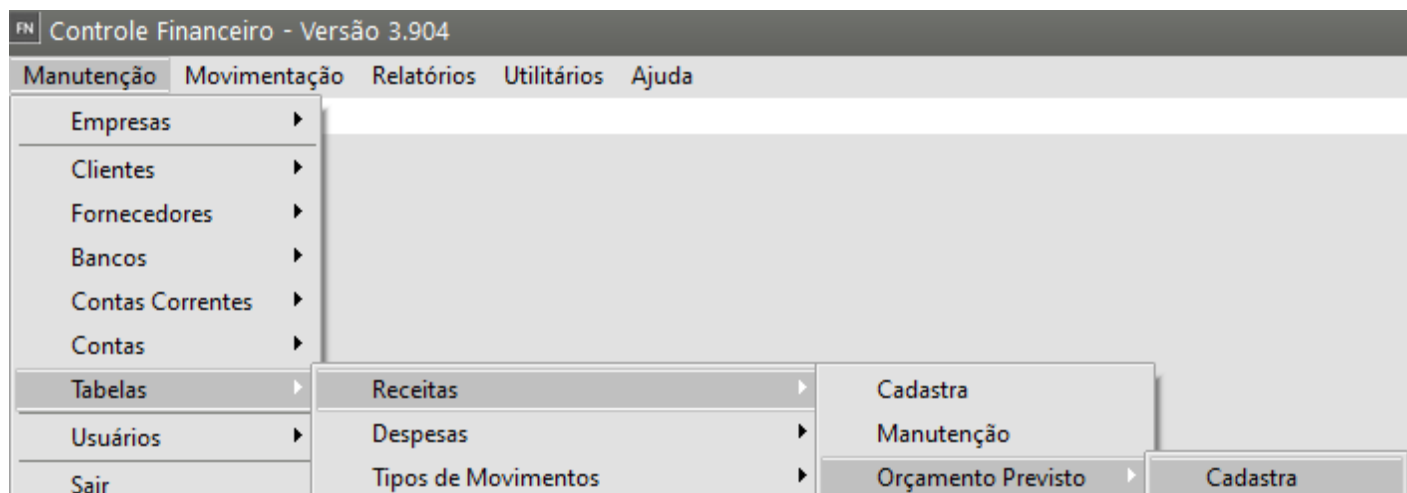 FN Controle Financeiro - Versão 3.904
Manutenção Movimentação Relatórios Utilitários Ajuda
Empresas
Clientes
Fornecedores
Bancos
Contas Correntes
Contas
Tabelas Receitas Cadastra
Usuários Despesas Manutenção
Sair Tipos de Movimentos Orçamento Previsto Cadastra